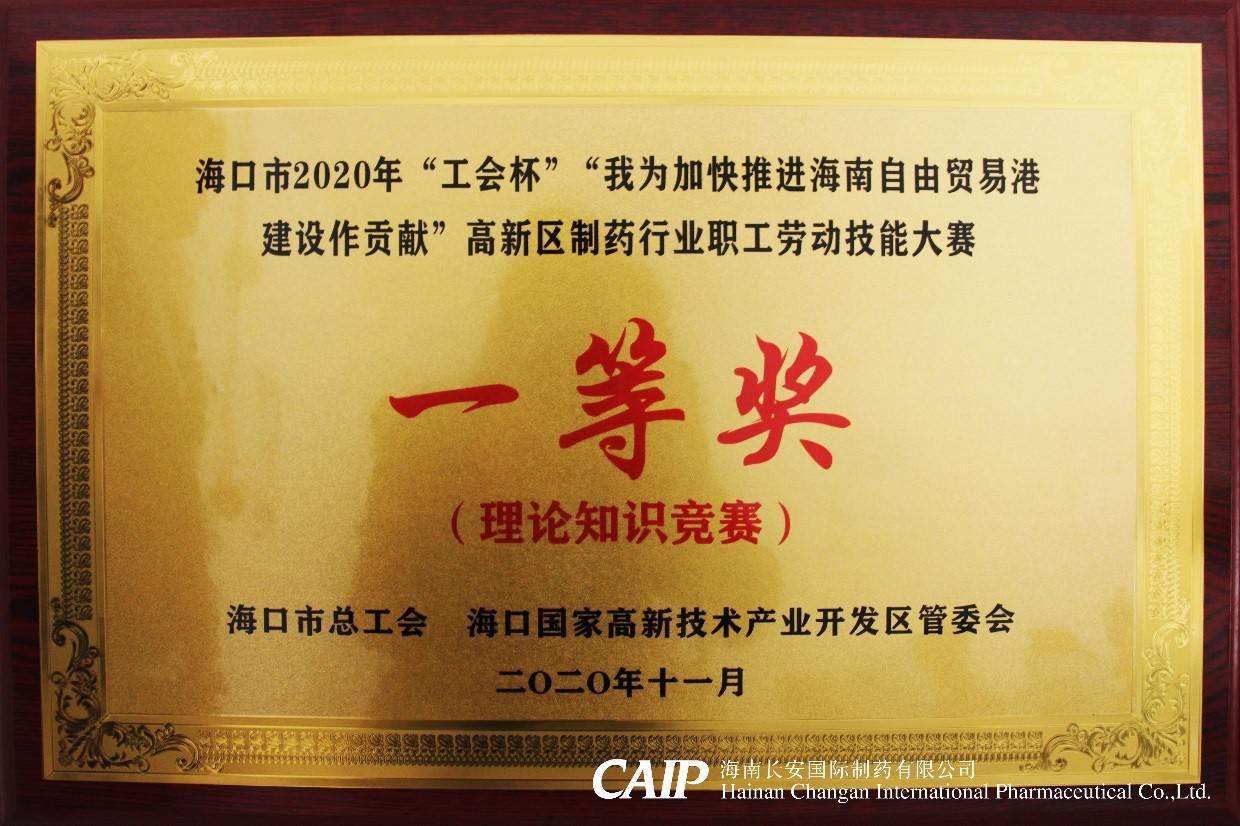 海口市2020年“工会杯”“我为加快推进海南自由贸易港
建设作贡献”高新区制药行业职工劳动技能大赛
一等奖
（理论知识竞赛）
海口市总工会 海口国家高新技术产业开发区管委会
二〇二〇年十一月
CAIP 海南长安国际制药有限公司
Hainan Changan International Pharmaceutical Co.,Ltd.